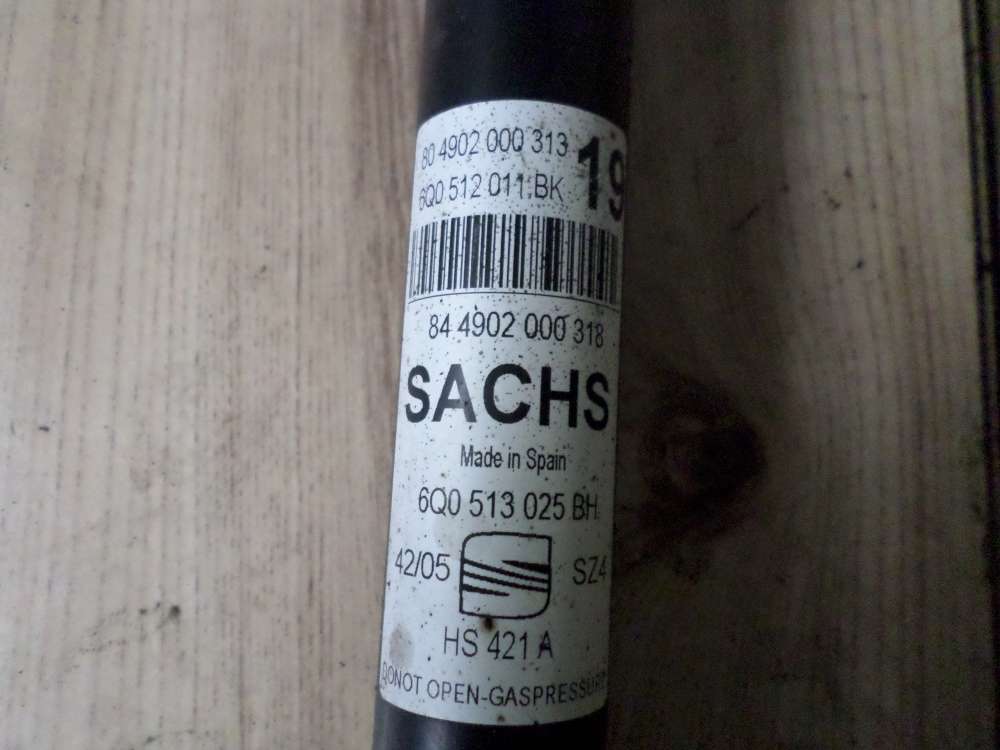 80 4902 000 313 19
6Q0 512 011 BK
84 4902 000 318
SACHS
Made in Spain
6Q0 513 025 BH
42/05 SZ4
HS 421 A
DONOT OPEN-GASPRESSURE